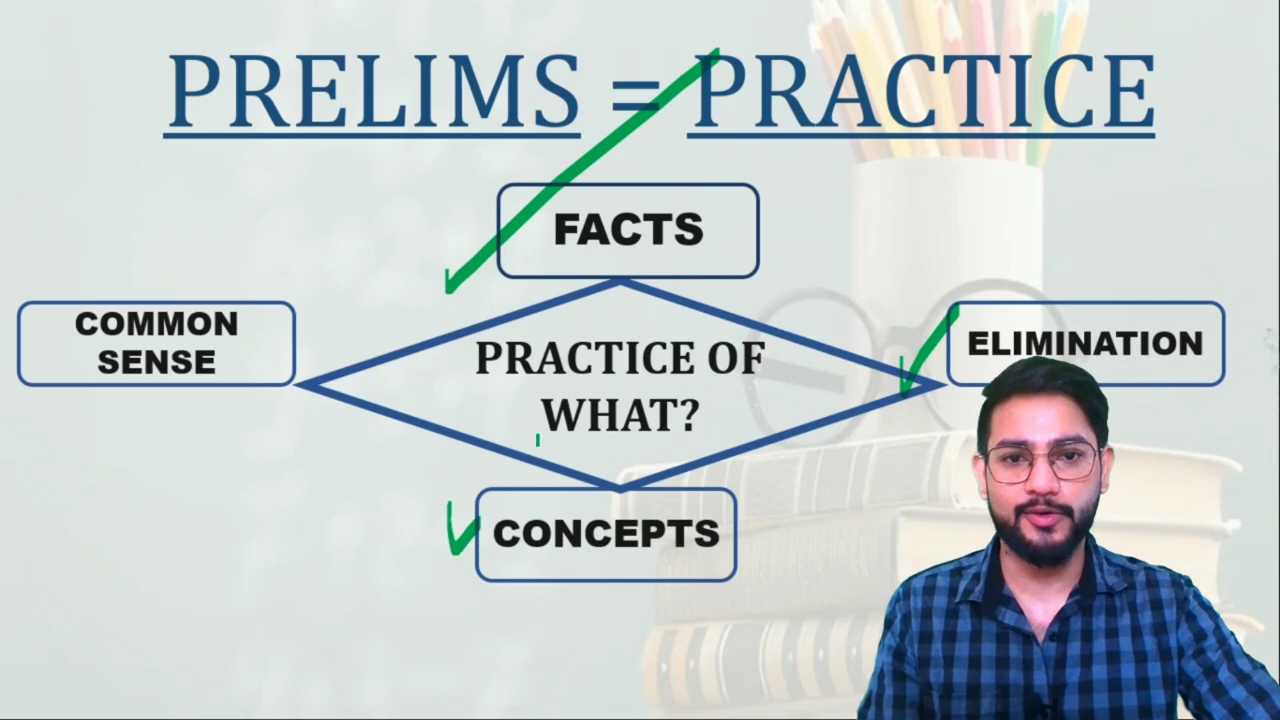 PRELIMS = PRACTICE
FACTS
COMMON
SENSE
PRACTICE OF
WHAT?
ELIMINATION
CONCEPTS